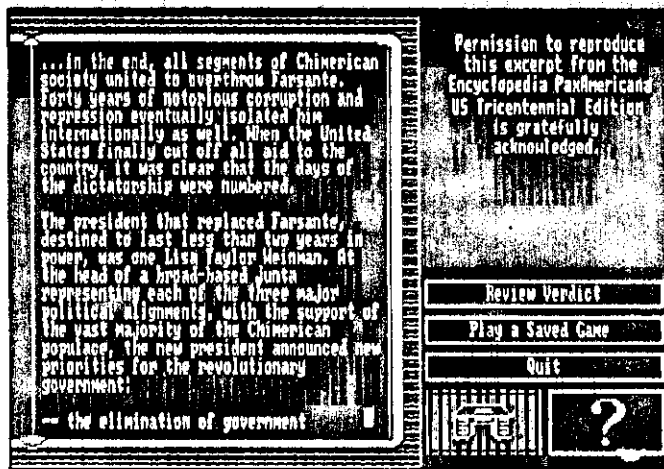 ...in the end, all segments of Chimerican
society united to overthrow Farsante.
Forty years of notorious corruption and
repression eventually isolated him
internationally as well. When the United
States finally cut off all aid to the
country, it was clear that the days of
the dictatorship were numbered.
The president that replaced Farsante,
destined to last less than two years in
power, was one Lisa Taylor Weinman. At
the head of a broad-based junta
representing each of the three major
political alignments, with the support of
the vast majority of the Chimerican
populace, the new president announced new
priorities for the revolutionary
government:
-- the elimination of government
Permission to reproduce
this excerpt from the
Encyclopedia PaxAmericana
US Tricentennial Edition
is gratefully
acknowledged.
Review Verdict
Play a Saved Game
Quit
?